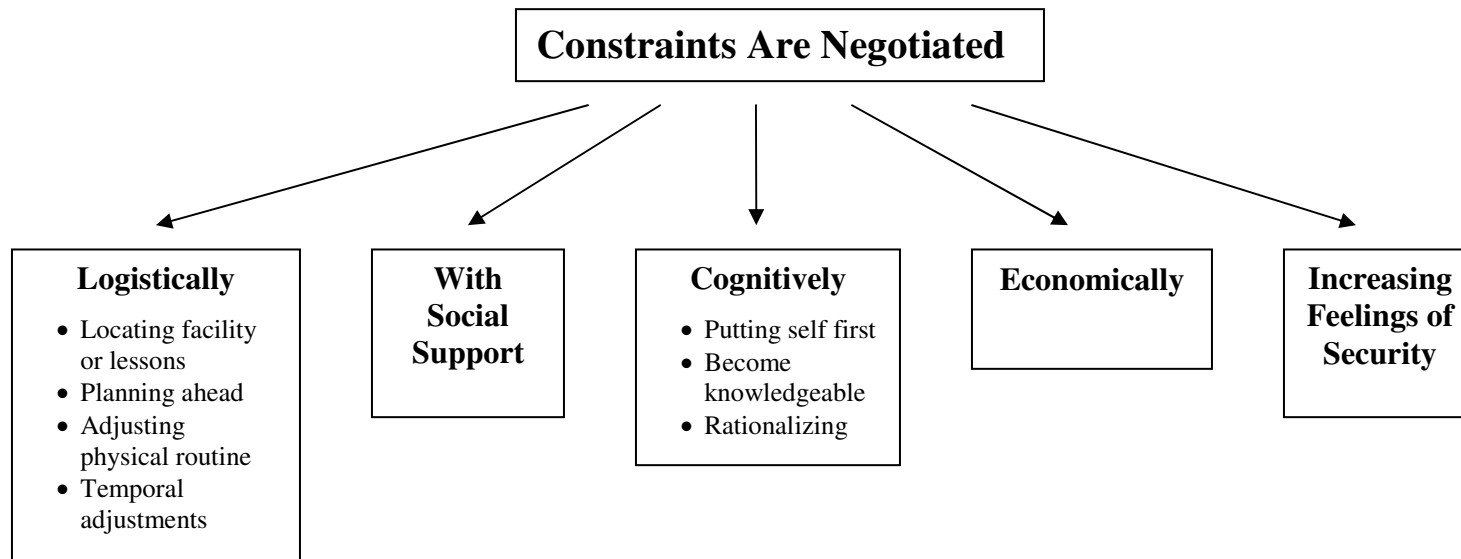 Constraints Are Negotiated
Logistically
• Locating facility
or lessons
• Planning ahead
• Adjusting
physical routine
• Temporal
adjustments
With
Social
Support
Cognitively
• Putting self first
• Become
knowledgeable
• Rationalizing
Economically
Increasing
Feelings of
Security